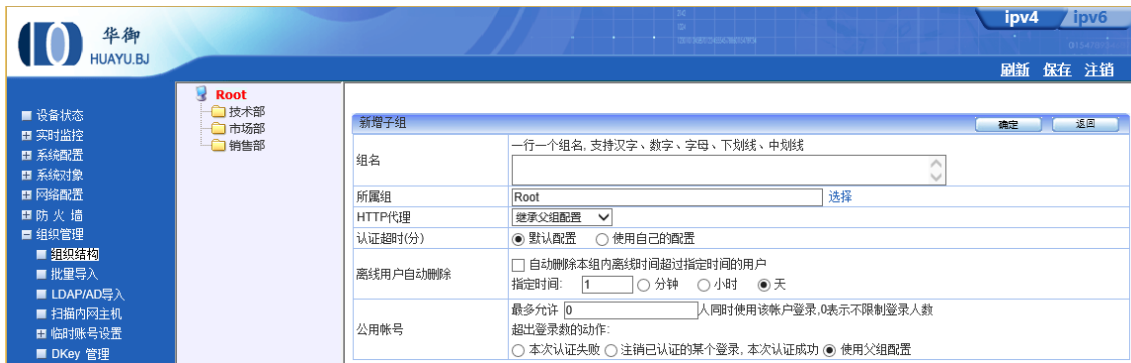 华御
HUAYU.BJ
ipv4 ipv6
刷新 保存 注销
设备状态
实时监控
系统配置
系统对象
网络配置
防 火 墙
组织管理
组织结构
批量导入
LDAP/AD导入
扫描内网主机
临时账号设置
DKey 管理
Root
技术部
市场部
销售部
新增子组 确定 返回
组名 一行一个组名, 支持汉字、数字、字母、下划线、中划线
所属组 Root 选择
HTTP代理 继承父组配置
认证超时(分) 默认配置 使用自己的配置
离线用户自动删除 自动删除本组内离线时间超过指定时间的用户
指定时间: 1 分钟 小时 天
公用帐号 最多允许 0 人同时使用该帐户登录,0表示不限制登录人数
超出登录数的动作:
本次认证失败 注销已认证的某个登录, 本次认证成功 使用父组配置